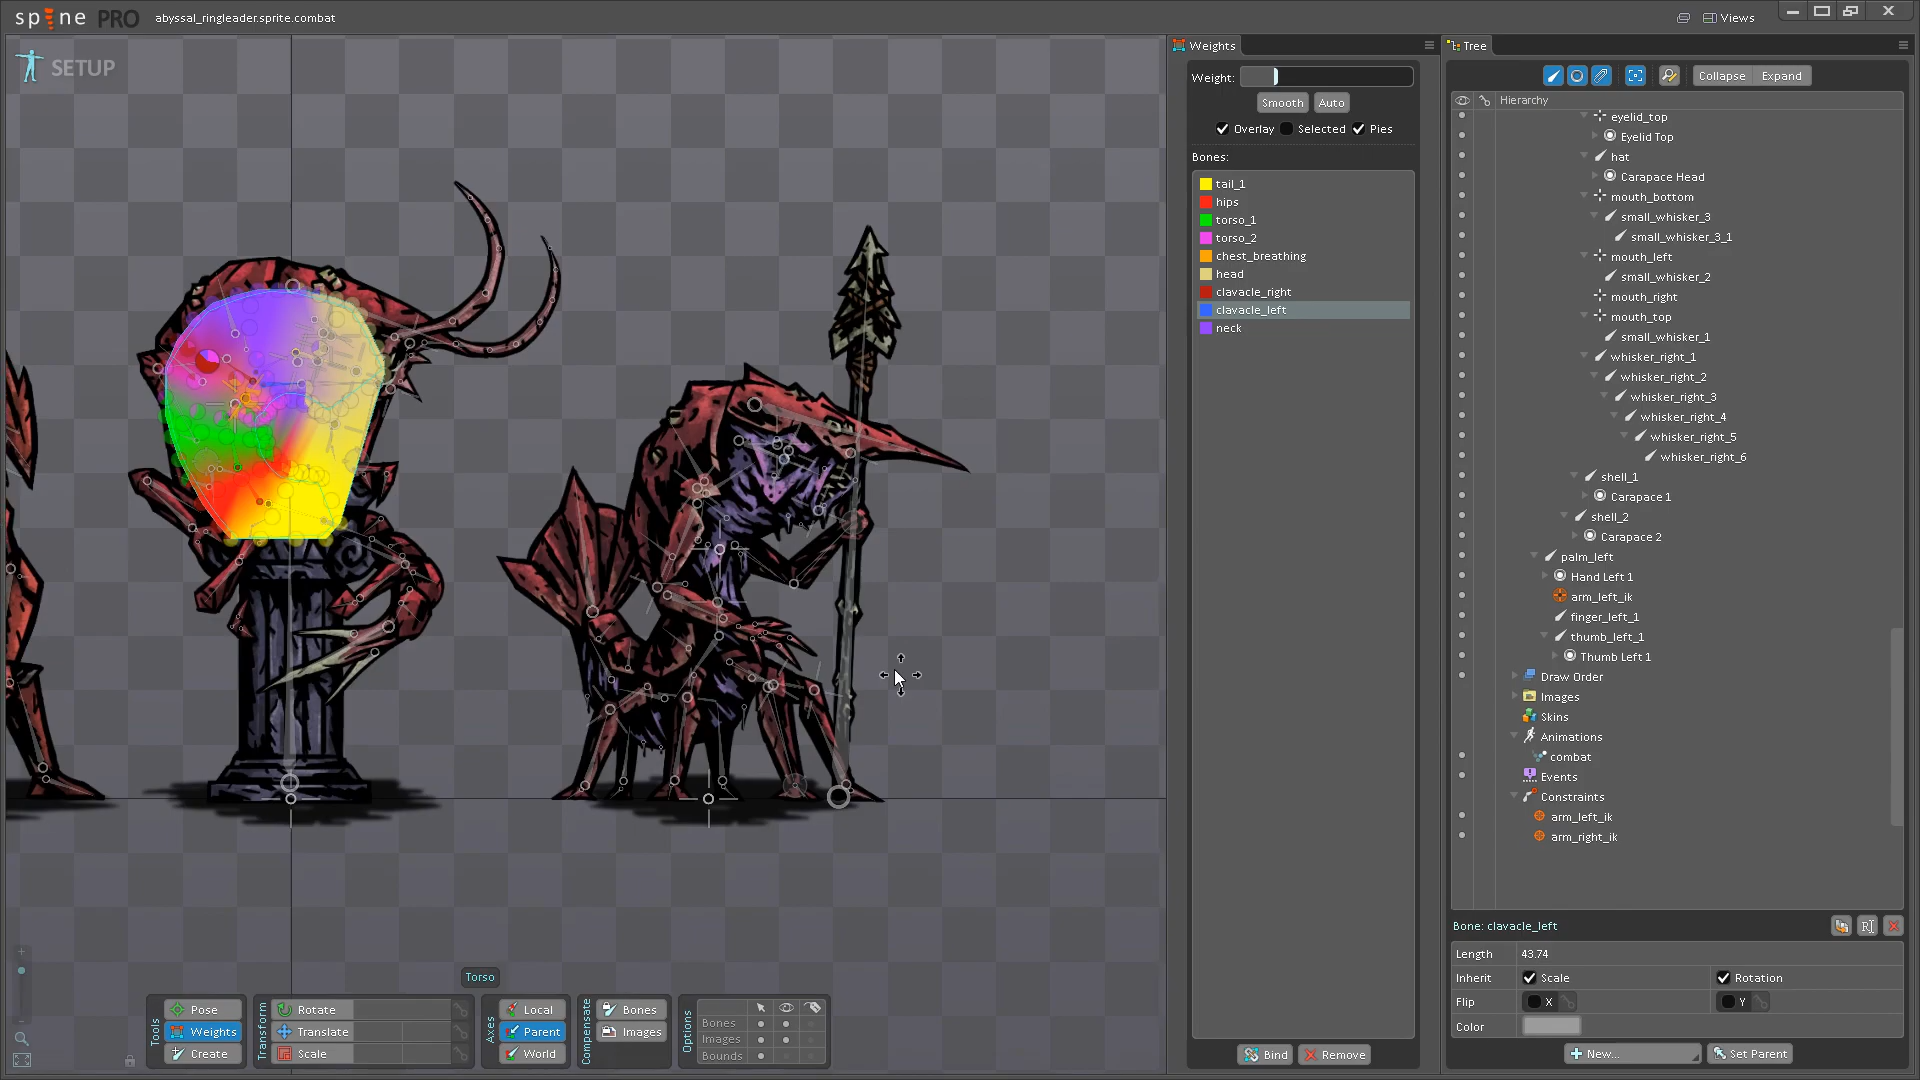 spine PRO abyssal_ringleader.sprite.combat
Views
SETUP
Weights
Weight:
Smooth Auto
Overlay Selected Pies
Bones:
tail_1
hips
torso_1
torso_2
chest_breathing
head
clavacle_right
clavacle_left
neck
Bind Remove
Tree
Collapse Expand
Hierarchy
eyelid_top
Eyelid Top
hat
Carapace Head
mouth_bottom
small_whisker_3
small_whisker_3_1
mouth_left
small_whisker_2
mouth_right
mouth_top
small_whisker_1
whisker_right_1
whisker_right_2
whisker_right_3
whisker_right_4
whisker_right_5
whisker_right_6
shell_1
Carapace 1
shell_2
Carapace 2
palm_left
Hand Left 1
arm_left_ik
finger_left_1
thumb_left_1
Thumb Left 1
Draw Order
Images
Skins
Animations
combat
Events
Constraints
arm_left_ik
arm_right_ik
Bone: clavacle_left
Length 43.74
Inherit Scale Rotation
Flip X Y
Color
New... Set Parent
Torso
Tools
Pose
Weights
Create
Transform
Rotate
Translate
Scale
Axes
Local
Parent
World
Compensate
Bones
Images
Options
Bones
Images
Bounds